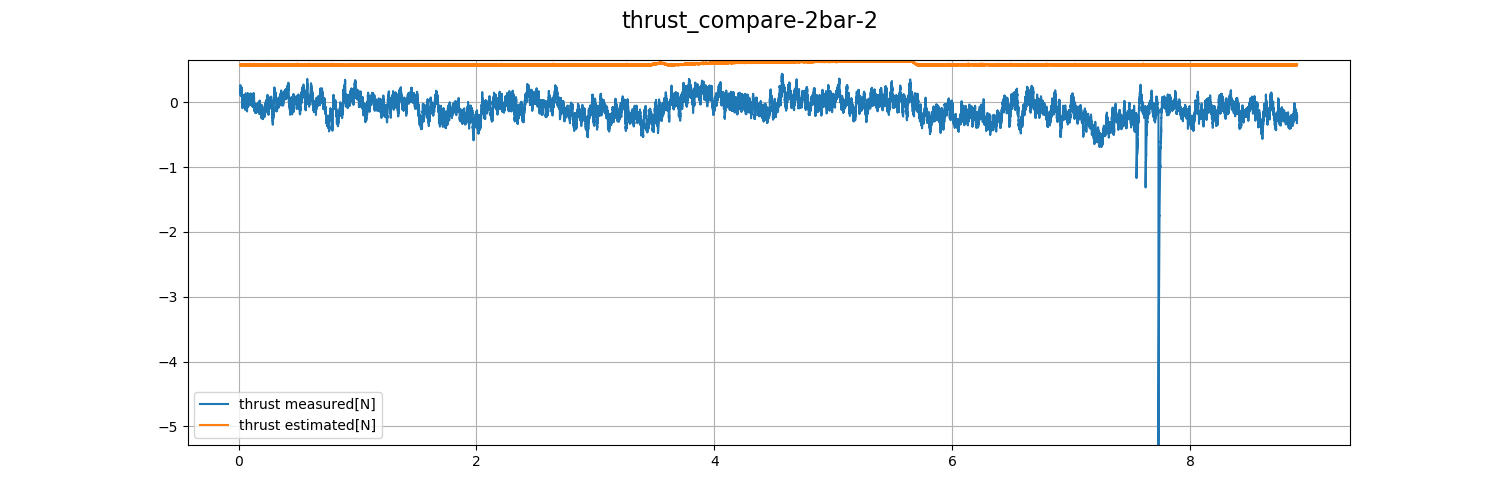 thrust_compare-2bar-2
0
−1
−2
−3
−4
−5
thrust measured[N]
thrust estimated[N]
0 2 4 6 8